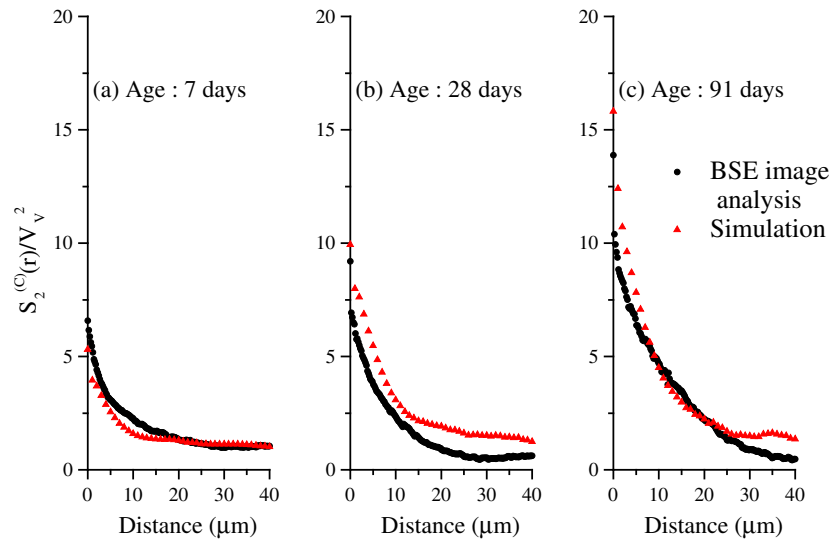 20
15
10
5
0
S₂⁽ᶜ⁾(r)/Vᵥ²
(a) Age : 7 days
0 10 20 30 40
Distance (μm)
20
15
10
5
0
(b) Age : 28 days
0 10 20 30 40
Distance (μm)
20
15
10
5
0
(c) Age : 91 days
BSE image
analysis
Simulation
0 10 20 30 40
Distance (μm)